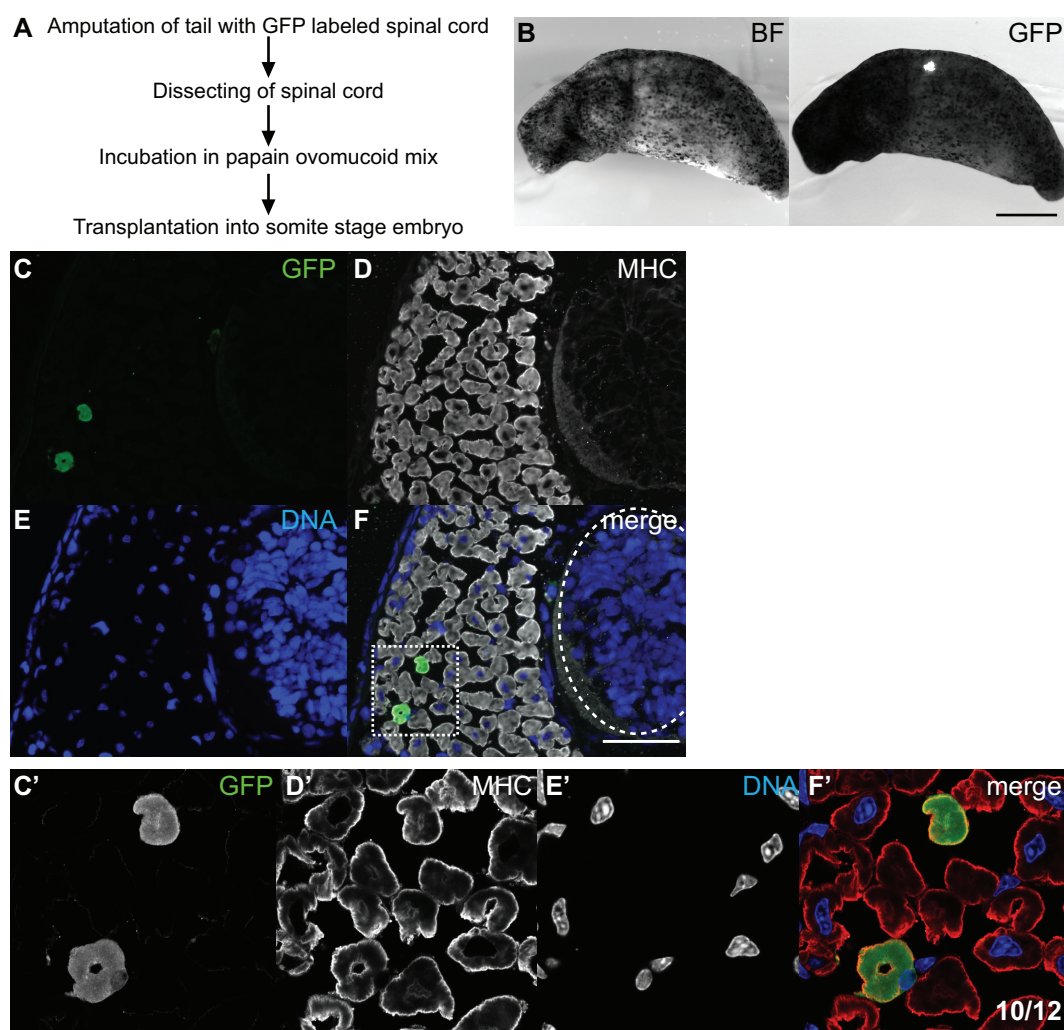 A Amputation of tail with GFP labeled spinal cord
Dissecting of spinal cord
Incubation in papain ovomucoid mix
Transplantation into somite stage embryo
B BF GFP
C GFP D MHC
E DNA F merge
C' GFP D' MHC E' DNA F' merge
10/12